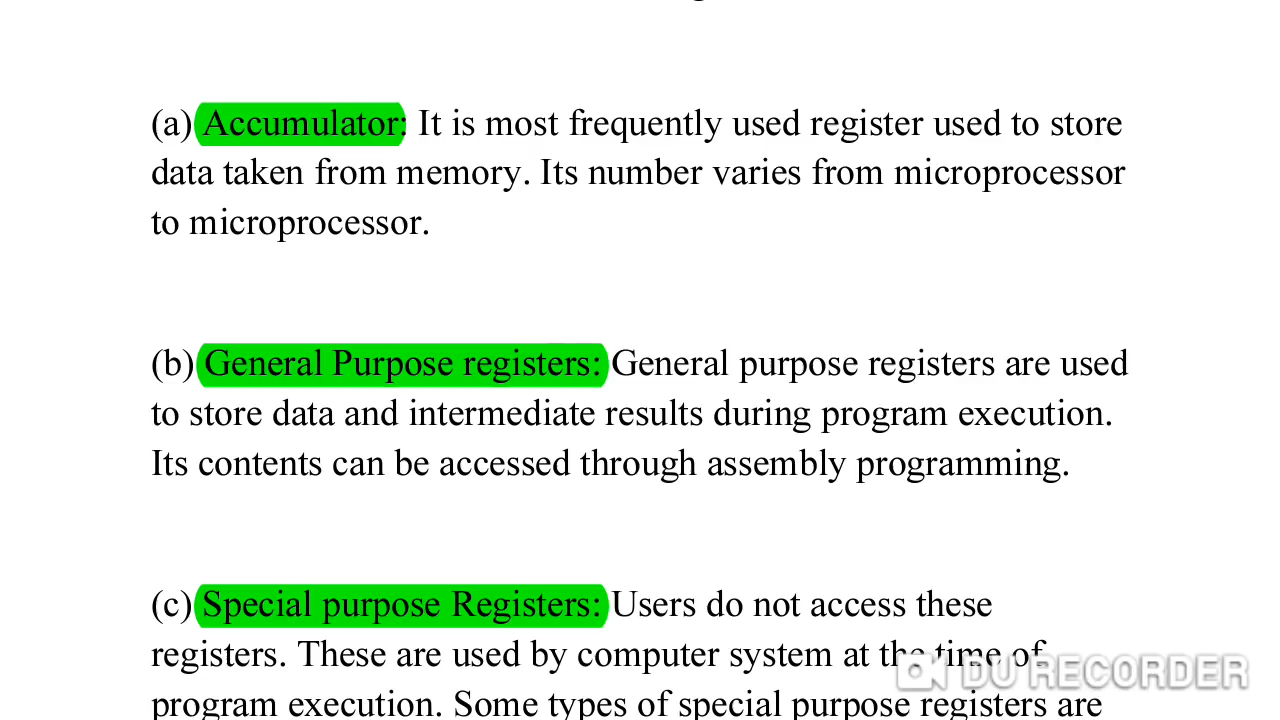 (a) Accumulator: It is most frequently used register used to store
data taken from memory. Its number varies from microprocessor
to microprocessor.
(b) General Purpose registers: General purpose registers are used
to store data and intermediate results during program execution.
Its contents can be accessed through assembly programming.
(c) Special purpose Registers: Users do not access these
registers. These are used by computer system at the time of
DU RECORDER
program execution. Some types of special purpose registers are